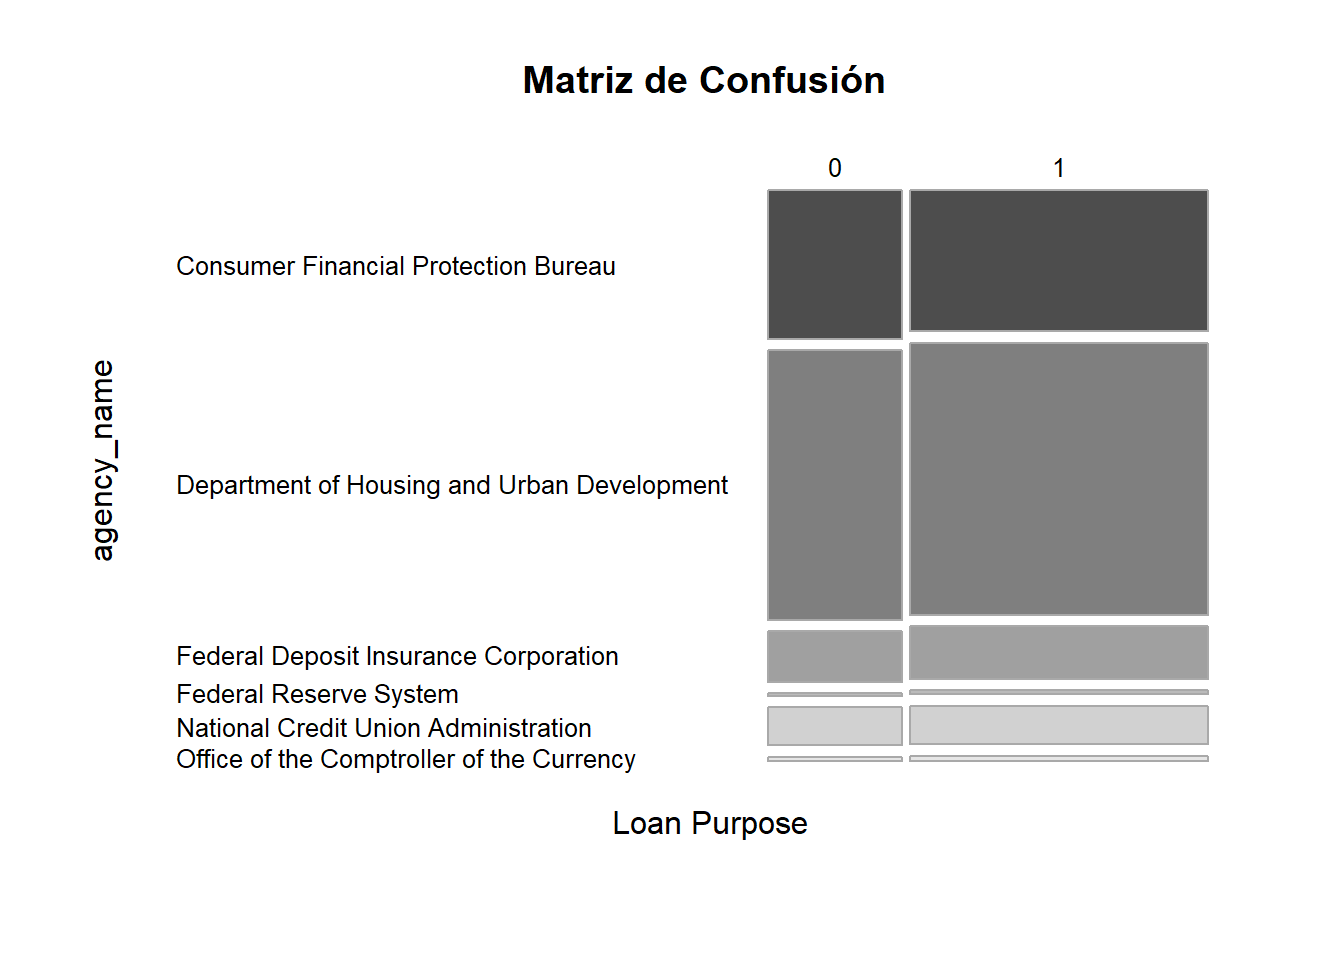 Matriz de Confusión
0 1
Consumer Financial Protection Bureau
Department of Housing and Urban Development
Federal Deposit Insurance Corporation
Federal Reserve System
National Credit Union Administration
Office of the Comptroller of the Currency
agency_name
Loan Purpose